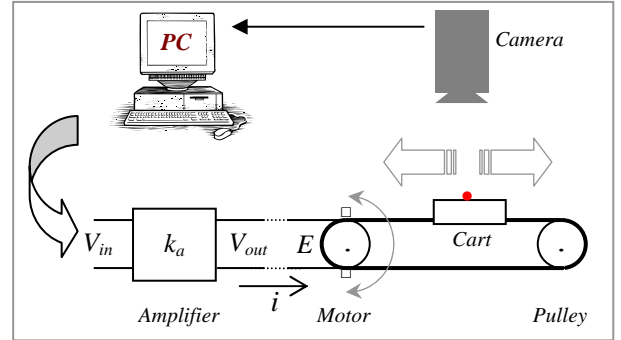 PC
Camera
V_in
k_a
V_out
E
Cart
i
Amplifier
Motor
Pulley